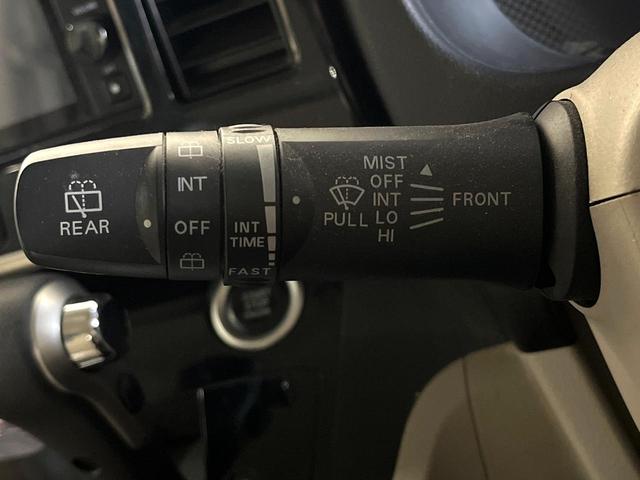 REAR
INT
OFF
SLOW
INT
TIME
FAST
PULL
MIST
OFF
INT
LO
HI
FRONT